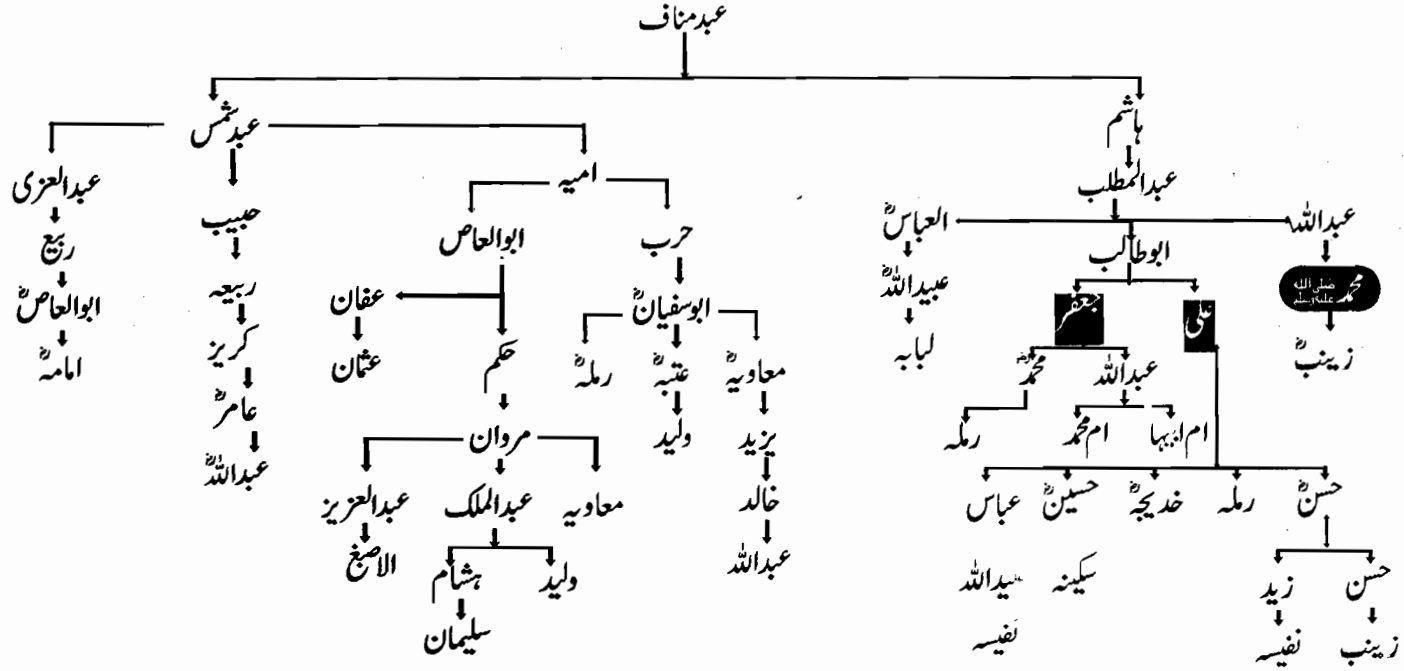 عبد مناف
ہاشم
عبد شمس
عبدالمطلب
امیہ
عبدالعزی
عبداللہ
العباسؓ
حبیب
ابوطالب
حرب
ابوالعاص
ربیع
محمد صلی اللہ علیہ وسلم
علی
جعفر
عبیداللہؓ
ابوسفیانؓ
عفان
ربیعہ
ابوالعاصؓ
زینبؓ
عبداللہ
محمدؓ
لبابہ
معاویہؓ
عتبہؓ
رملہؓ
حکم
عثمانؓ
کریز
امامہؓ
ام ابیہا
ام محمد
رملہ
یزید
ولید
مروان
عامرؓ
عبداللہؓ
حسنؓ
رملہ
خدیجہؓ
حسینؓ
عباس
خالد
معاویہ
عبدالملک
عبدالعزیز
حسن
زید
سکینہ
عبیداللہ
عبداللہ
ولید
ہشام
الاصبغ
زینب
نفیسہ
نفیسہ
سلیمان